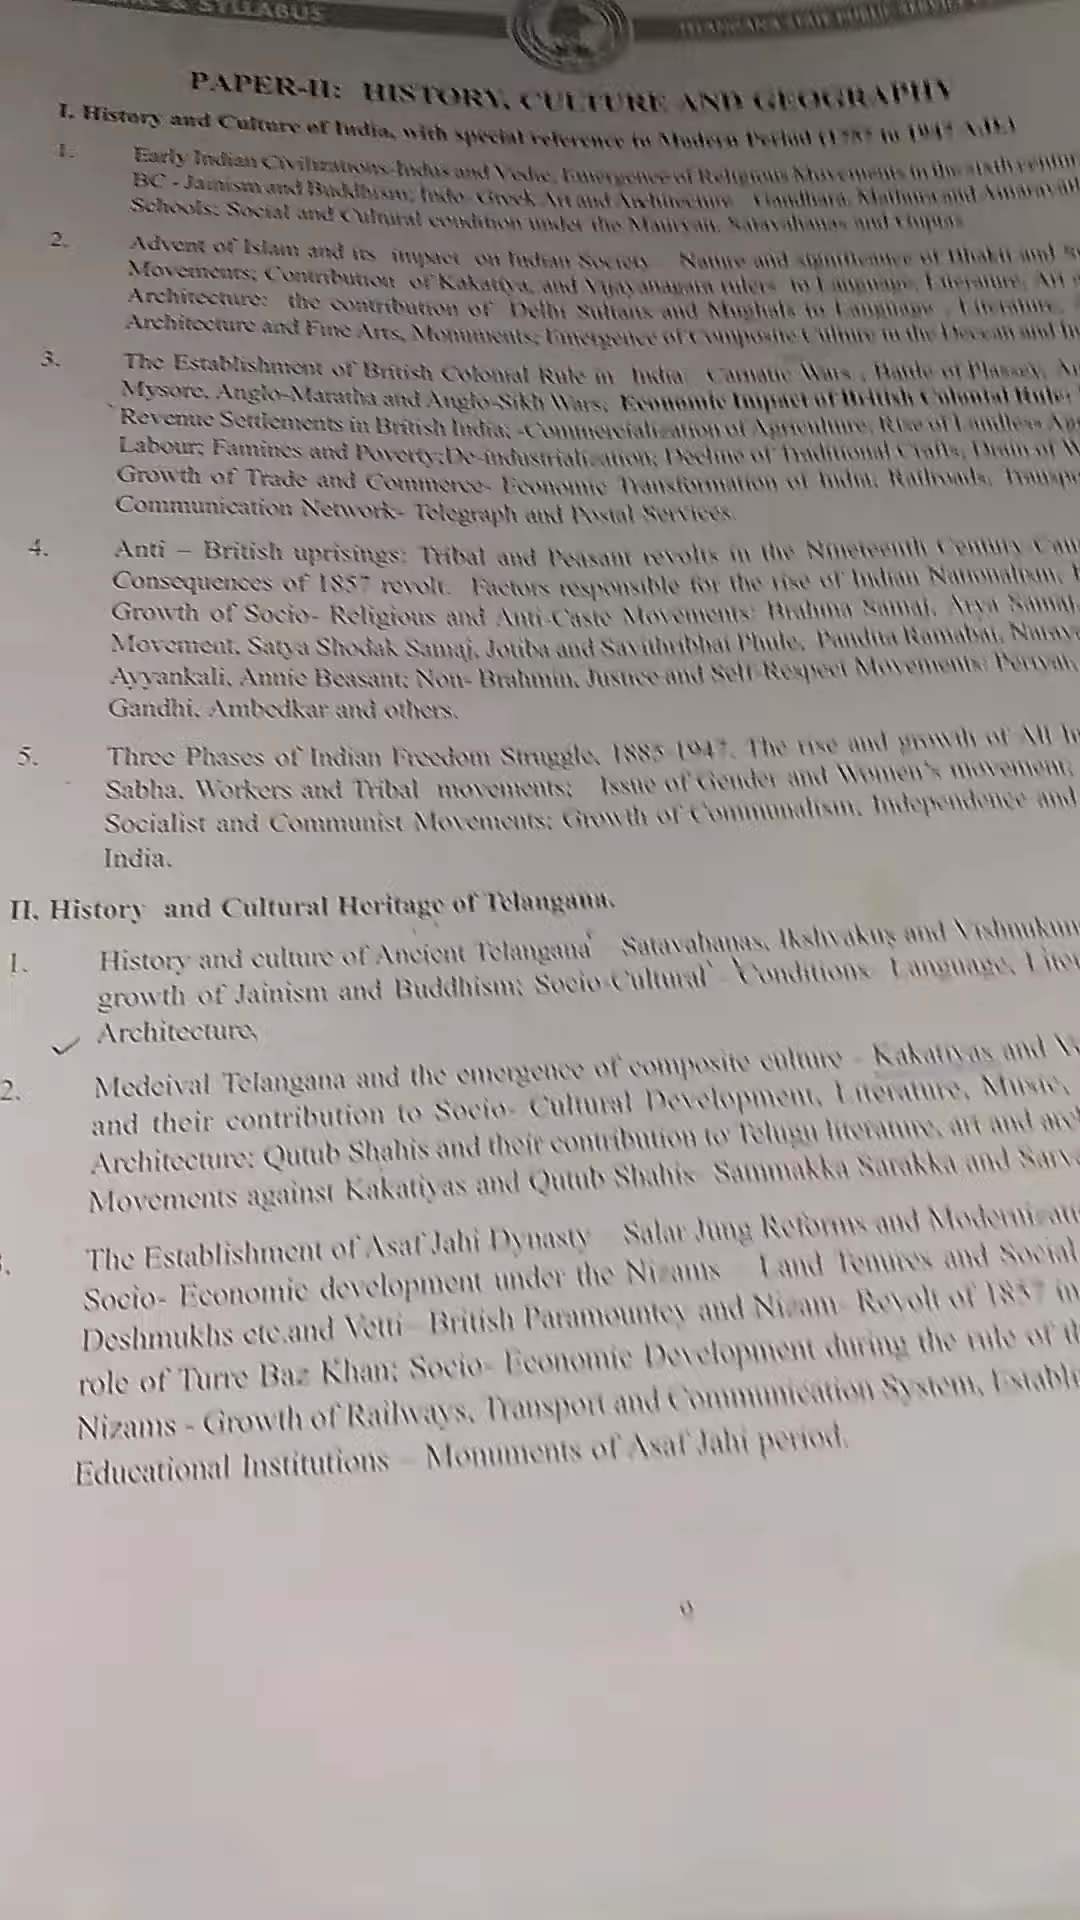 & SYLLABUS
PAPER-II: HISTORY, CULTURE AND GEOGRAPHY
I. History and Culture of India, with special reference to Modern Period (1757 to 1947 A.D.)
1. Early Indian Civilizations-Indus and Vedic, Emergence of Religious Movements in the sixth
BC - Jainism and Buddhism; Indo- Greek Art and Architecture Gandhara, Mathura and
Schools: Social and Cultural condition under the Mauryan, Satavahanas and Guptas
2. Advent of Islam and its impact on Indian Society Nature and significance of Bhakti and
Movements; Contribution of Kakatiya, and Vijayanagara rulers to Language, Literature, Art
Architecture: the contribution of Delhi Sultans and Mughals to Language, Literature,
Architecture and Fine Arts, Monuments; Emergence of Composite Culture in the Deccan and
3. The Establishment of British Colonial Rule in India: Carnatic Wars, Battle of Plassey,
Mysore, Anglo-Maratha and Anglo-Sikh Wars; Economic Impact of British Colonial Rule:
Revenue Settlements in British India; -Commercialization of Agriculture, Rise of Landless
Labour; Famines and Poverty;De-industrialization; Decline of Traditional Crafts, Drain of
Growth of Trade and Commerce- Economic Transformation of India; Railroads,
Communication Network- Telegraph and Postal Services.
4. Anti – British uprisings: Tribal and Peasant revolts in the Nineteenth Century
Consequences of 1857 revolt. Factors responsible for the rise of Indian Nationalism,
Growth of Socio- Religious and Anti-Caste Movements: Brahma Samaj, Arya Samaj,
Movement, Satya Shodak Samaj, Jotiba and Savithribhai Phule, Pandita Ramabai,
Ayyankali, Annie Beasant; Non- Brahmin, Justice and Self-Respect Movements: Periyar,
Gandhi, Ambedkar and others.
5. Three Phases of Indian Freedom Struggle, 1885-1947. The rise and growth of All
Sabha, Workers and Tribal movements; Issue of Gender and Women's movement;
Socialist and Communist Movements; Growth of Communalism, Independence and
India.
II. History and Cultural Heritage of Telangana.
1. History and culture of Ancient Telangana Satavahanas, Ikshvakus and
growth of Jainism and Buddhism; Socio-Cultural - Conditions- Language,
Architecture,
2. Medeival Telangana and the emergence of composite culture - Kakatiyas and
and their contribution to Socio- Cultural Development, Literature, Music,
Architecture; Qutub Shahis and their contribution to Telugu literature, art and
Movements against Kakatiyas and Qutub Shahis- Sammakka Sarakka and
The Establishment of Asaf Jahi Dynasty – Salar Jung Reforms and
Socio- Economic development under the Nizams – Land Tenures and Social
Deshmukhs etc.and Vetti – British Paramountcy and Nizam- Revolt of 1857 in
role of Turre Baz Khan; Socio- Economic Development during the rule of
Nizams - Growth of Railways, Transport and Communication System,
Educational Institutions – Monuments of Asaf Jahi period.